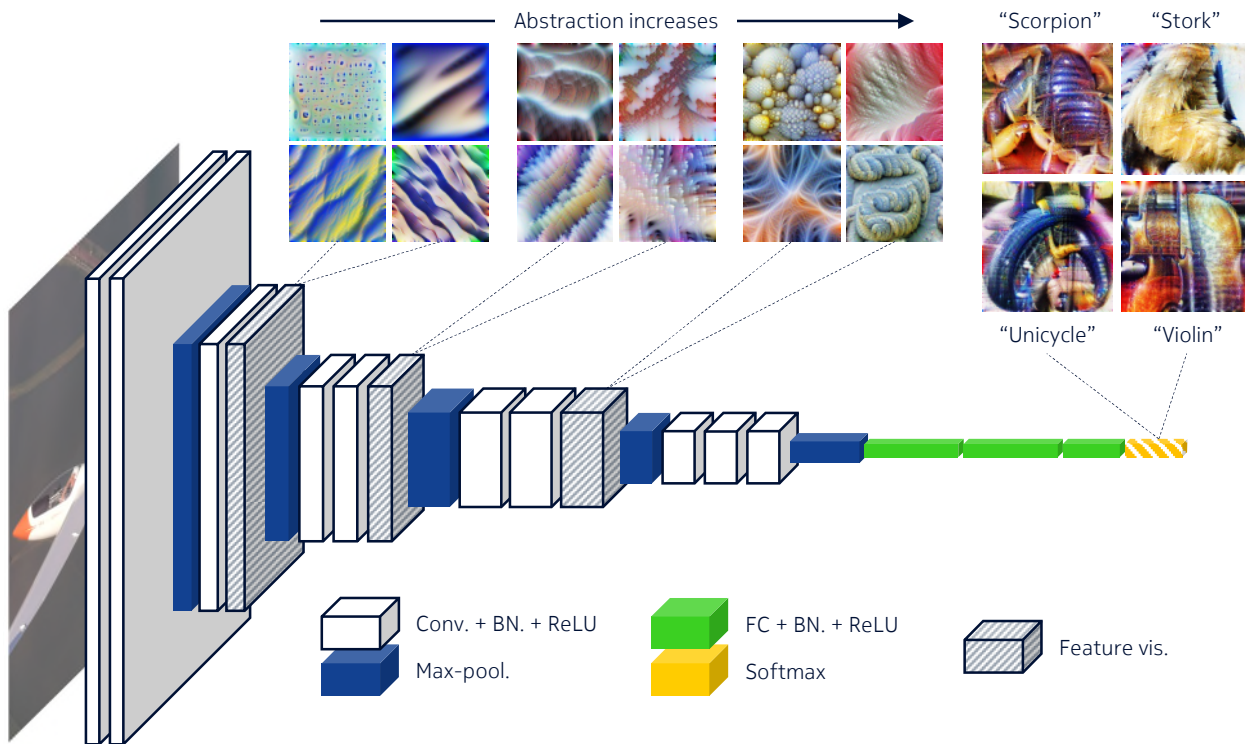 Abstraction increases
“Scorpion”
“Stork”
“Unicycle”
“Violin”
Conv. + BN. + ReLU
FC + BN. + ReLU
Feature vis.
Max-pool.
Softmax